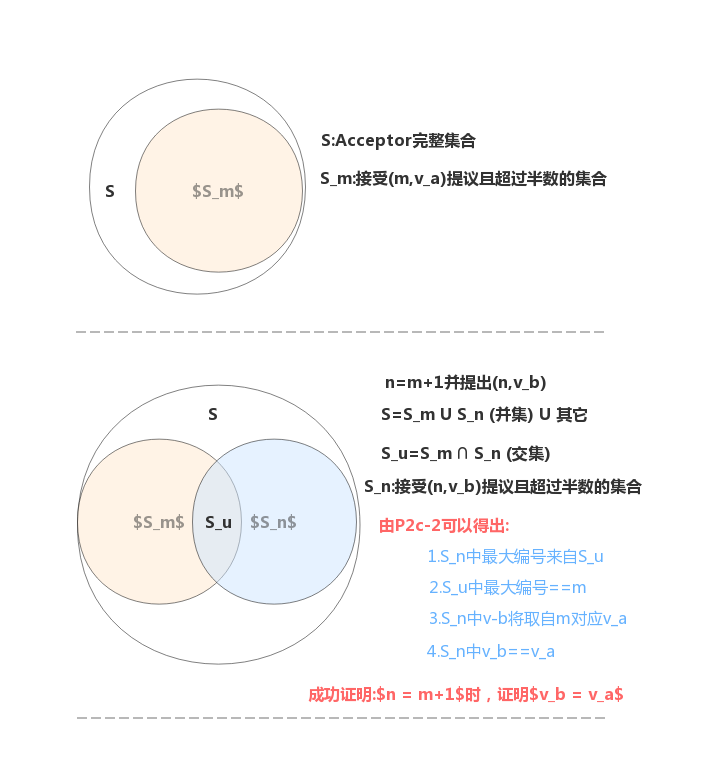 S:Acceptor完整集合
S_m:接受(m,v_a)提议且超过半数的集合
S
$S_m$
n=m+1并提出(n,v_b)
S=S_m U S_n (并集) U 其它
S
S_u=S_m ∩ S_n (交集)
S_n:接受(n,v_b)提议且超过半数的集合
$S_m$
S_u
$S_n$
由P2c-2可以得出:
1.S_n中最大编号来自S_u
2.S_u中最大编号==m
3.S_n中v-b将取自m对应v_a
4.S_n中v_b==v_a
成功证明:$n = m+1$时，证明$v_b = v_a$